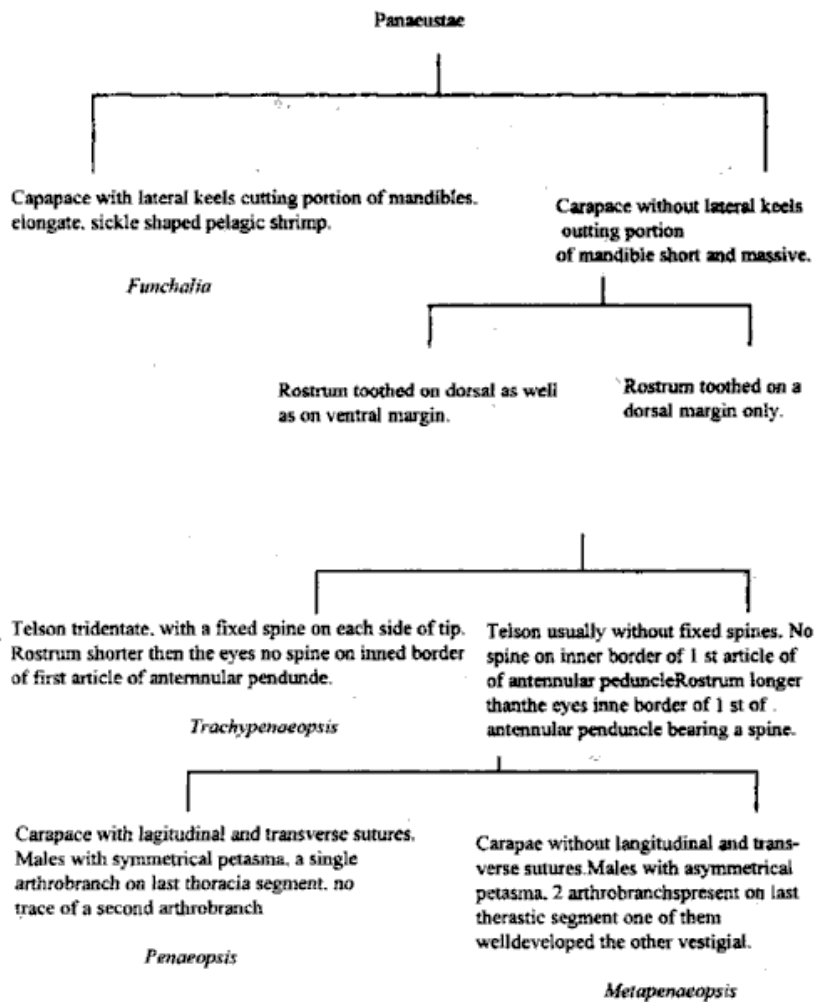 Panaeustae
Capapace with lateral keels cutting portion of mandibles.
elongate. sickle shaped pelagic shrimp.
Funchalia
Carapace without lateral keels
outting portion
of mandible short and massive.
Rostrum toothed on dorsal as well
as on ventral margin.
Rostrum toothed on a
dorsal margin only.
Telson tridentate. with a fixed spine on each side of tip.
Rostrum shorter then the eyes no spine on inned border
of first article of antemnular pendunde.
Trachypenaeopsis
Telson usually without fixed spines. No
spine on inner border of 1 st article of
of antennular peduncleRostrum longer
thanthe eyes inne border of 1 st of
antennular penduncle bearing a spine.
Carapace with lagitudinal and transverse sutures.
Males with symmetrical petasma. a single
arthrobranch on last thoracia segment. no
trace of a second arthrobranch
Penaeopsis
Carapae without langitudinal and trans-
verse sutures.Males with asymmetrical
petasma. 2 arthrobranchspresent on last
therastic segment one of them
welldeveloped the other vestigial.
Metapenaeopsis